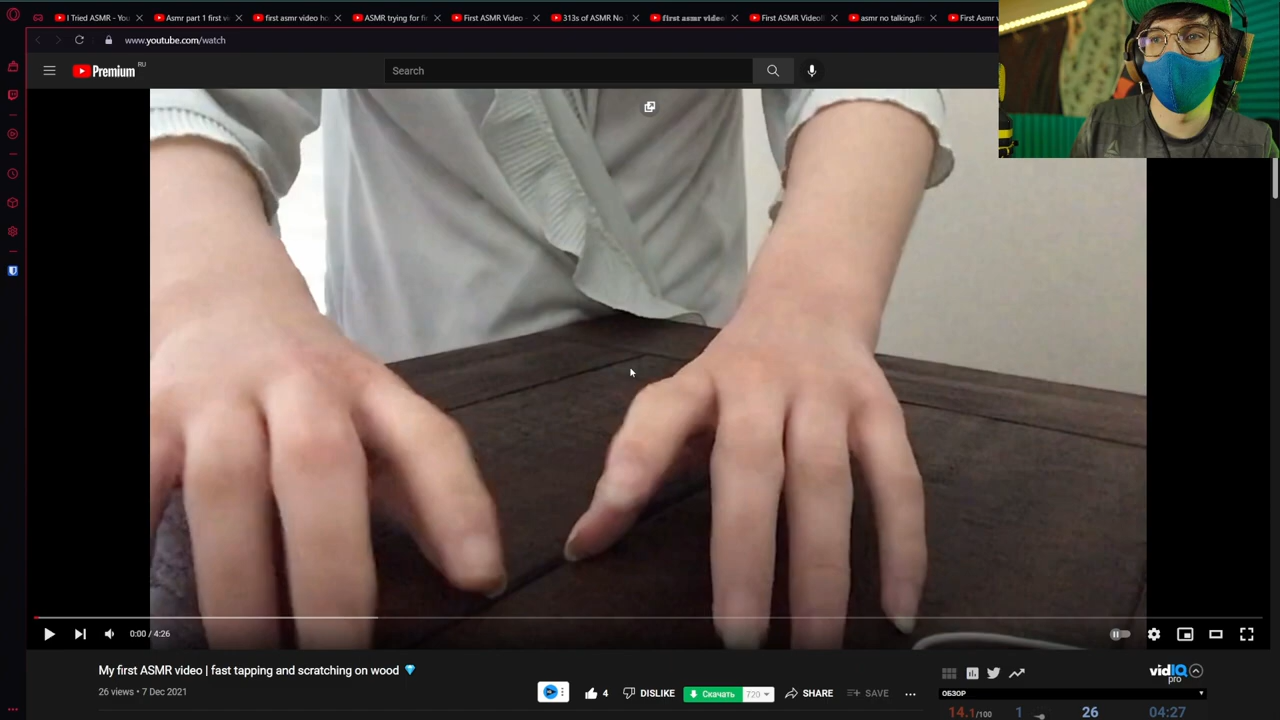 I Tried ASMR - You
Asmr part 1 first vi
first asmr video ho
ASMR trying for fi
First ASMR Video -
313s of ASMR No
first asmr video
First ASMR Video!
asmr no talking,fir
First Asmr v
www.youtube.com/watch
Premium RU
Search
0:00 / 4:26
My first ASMR video | fast tapping and scratching on wood 💎
26 views • 7 Dec 2021
4 DISLIKE Скачать 720 SHARE SAVE
vidIQ pro
ОБЗОР
14.1/100 1 26 04:27